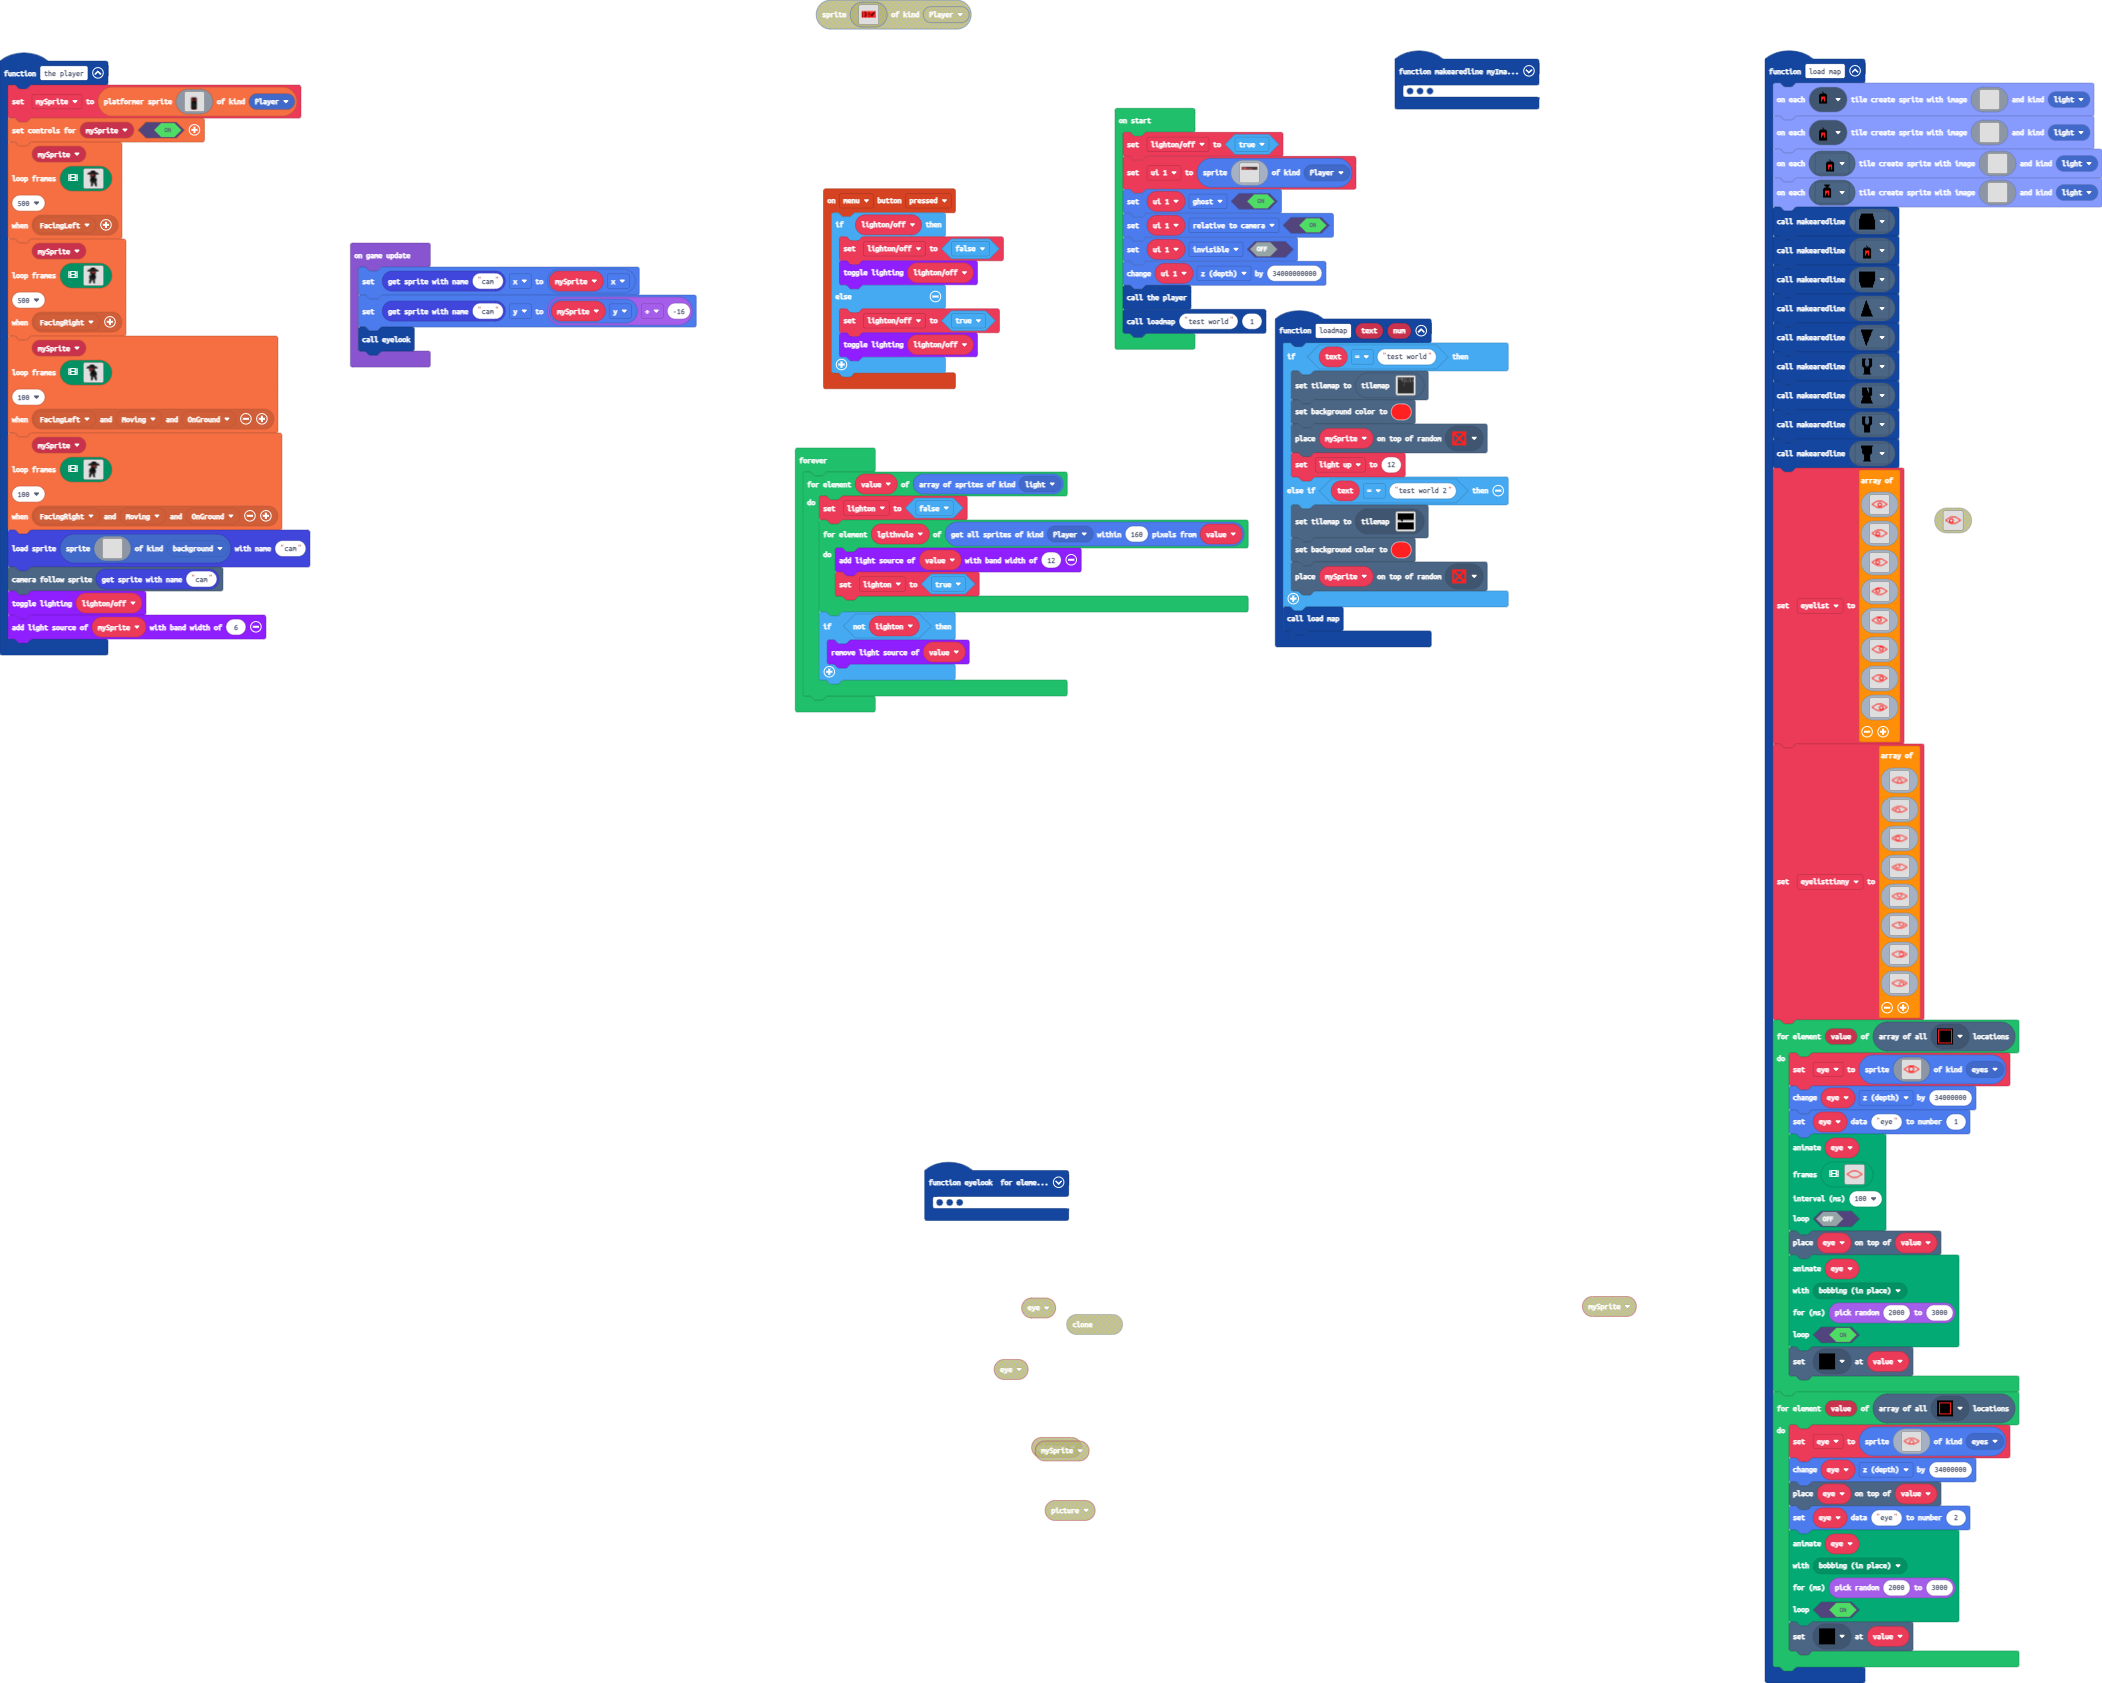 sprite of kind Player
function the player
set mySprite to platformer sprite of kind Player
set controls for mySprite ON
mySprite
loop frames
500
when FacingLeft
mySprite
loop frames
500
when FacingRight
mySprite
loop frames
100
when FacingLeft and Moving and OnGround
mySprite
loop frames
100
when FacingRight and Moving and OnGround
load sprite sprite of kind background with name "cam"
camera follow sprite get sprite with name "cam"
toggle lighting lighton/off
add light source of mySprite with band width of 6
on game update
set get sprite with name "cam" x to mySprite x
set get sprite with name "cam" y to mySprite y + -16
call eyelook
on menu button pressed
if lighton/off then
set lighton/off to false
toggle lighting lighton/off
else
set lighton/off to true
toggle lighting lighton/off
forever
for element value of array of sprites of kind light
do set lighton to false
for element lgithvule of get all sprites of kind Player within 160 pixels from value
do add light source of value with band width of 12
set lighton to true
if not lighton then
remove light source of value
on start
set lighton/off to true
set ui 1 to sprite of kind Player
set ui 1 ghost ON
set ui 1 relative to camera ON
set ui 1 invisible OFF
change ui 1 z (depth) by 34000000000
call the player
call loadmap "test world" 1
function makearedline myIma...
function loadmap text num
if text = "test world" then
set tilemap to tilemap
set background color to
place mySprite on top of random
set light up to 12
else if text = "test world 2" then
set tilemap to tilemap
set background color to
place mySprite on top of random
call load map
function eyelook for eleme...
eye
clone
eye
mySprite
picture
mySprite
function load map
on each tile create sprite with image and kind light
on each tile create sprite with image and kind light
on each tile create sprite with image and kind light
on each tile create sprite with image and kind light
call makearedline
call makearedline
call makearedline
call makearedline
call makearedline
call makearedline
call makearedline
call makearedline
call makearedline
set eyelist to array of
set eyelisttinny to array of
for element value of array of all locations
do set eye to sprite of kind eyes
change eye z (depth) by 34000000
set eye data "eye" to number 1
animate eye
frames
interval (ms) 100
loop OFF
place eye on top of value
animate eye
with bobbing (in place)
for (ms) pick random 2000 to 3000
loop ON
set at value
for element value of array of all locations
do set eye to sprite of kind eyes
change eye z (depth) by 34000000
place eye on top of value
set eye data "eye" to number 2
animate eye
with bobbing (in place)
for (ms) pick random 2000 to 3000
loop ON
set at value